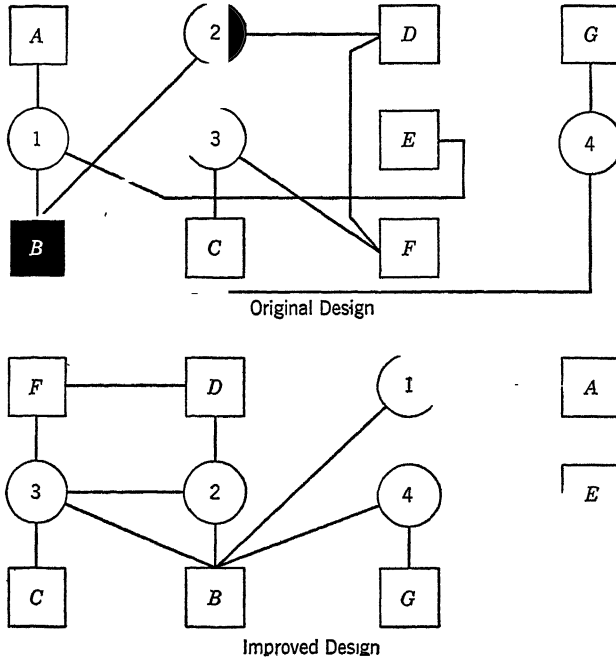 A 2 D G
1 3 E 4
B C F
Original Design
F D 1 A
3 2 4 E
C B G
Improved Design